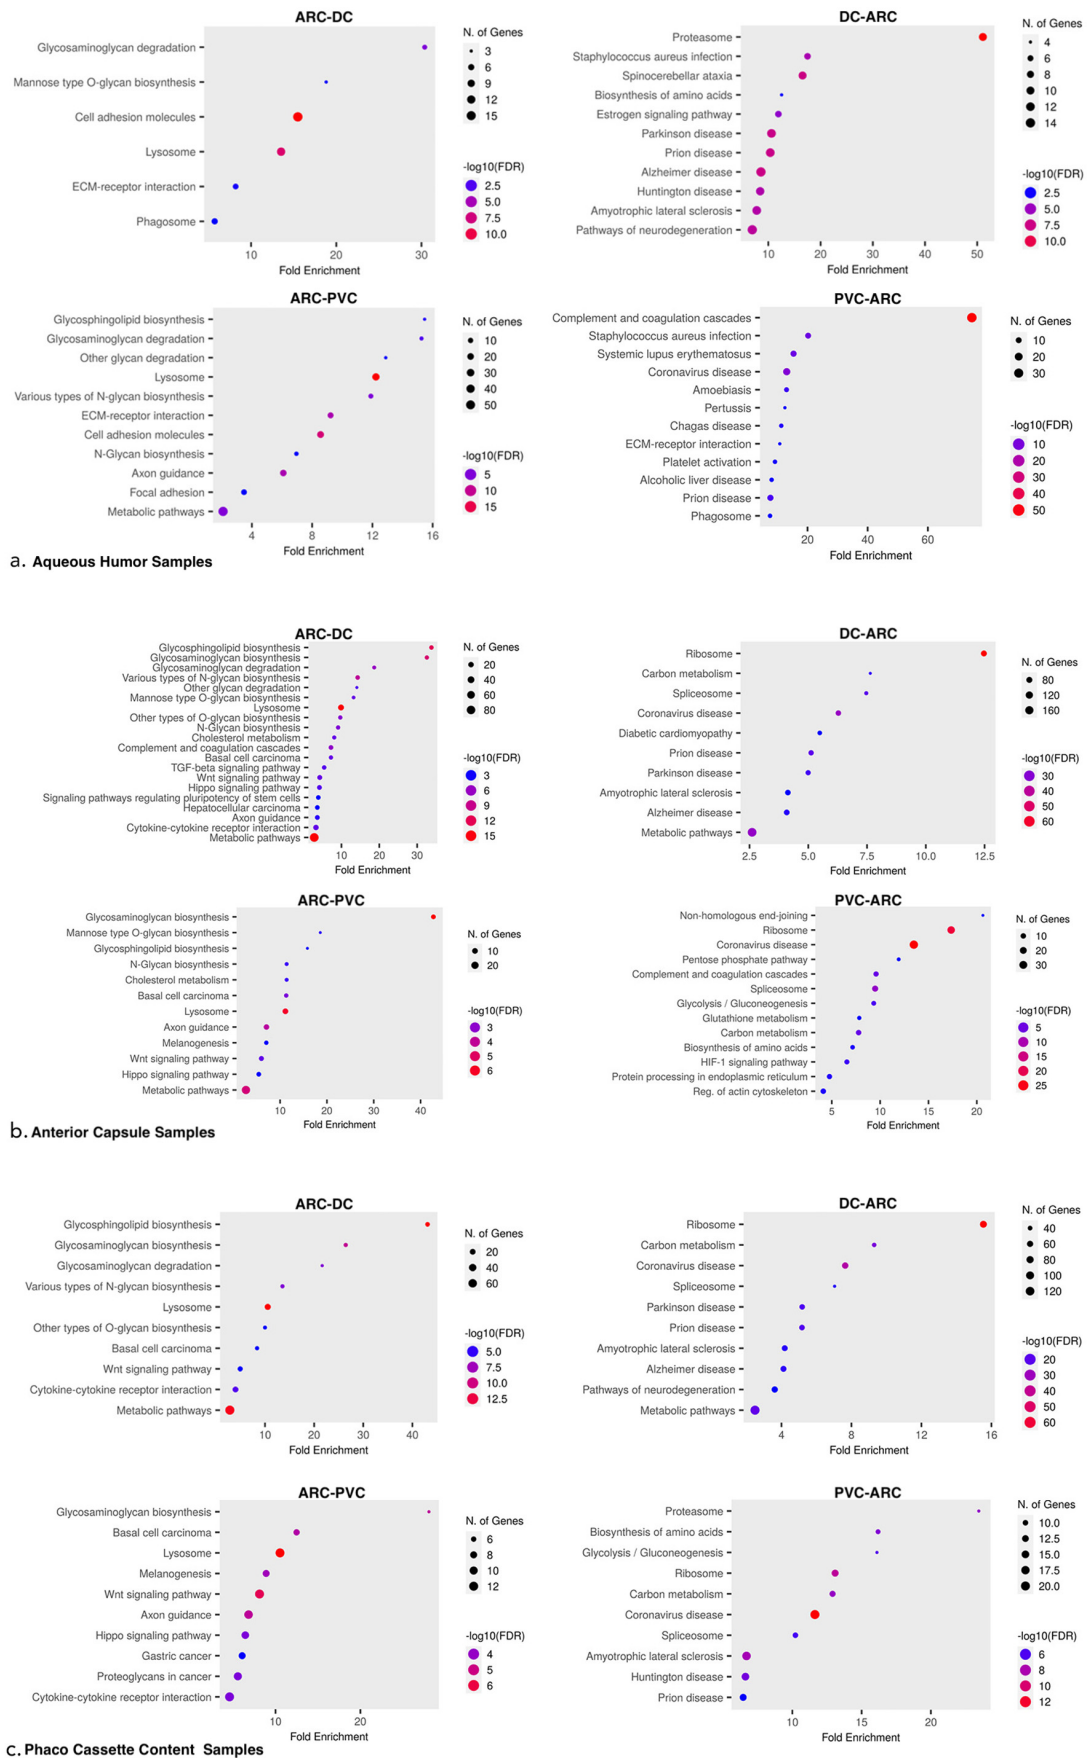 ARC-DC
Glycosaminoglycan degradation
Mannose type O-glycan biosynthesis
Cell adhesion molecules
Lysosome
ECM-receptor interaction
Phagosome
10 20 30
Fold Enrichment
N. of Genes
3
6
9
12
15
-log10(FDR)
2.5
5.0
7.5
10.0
DC-ARC
Proteasome
Staphylococcus aureus infection
Spinocerebellar ataxia
Biosynthesis of amino acids
Estrogen signaling pathway
Parkinson disease
Prion disease
Alzheimer disease
Huntington disease
Amyotrophic lateral sclerosis
Pathways of neurodegeneration
10 20 30 40 50
Fold Enrichment
N. of Genes
4
6
8
10
12
14
-log10(FDR)
2.5
5.0
7.5
10.0
ARC-PVC
Glycosphingolipid biosynthesis
Glycosaminoglycan degradation
Other glycan degradation
Lysosome
Various types of N-glycan biosynthesis
ECM-receptor interaction
Cell adhesion molecules
N-Glycan biosynthesis
Axon guidance
Focal adhesion
Metabolic pathways
4 8 12 16
Fold Enrichment
N. of Genes
10
20
30
40
50
-log10(FDR)
5
10
15
PVC-ARC
Complement and coagulation cascades
Staphylococcus aureus infection
Systemic lupus erythematosus
Coronavirus disease
Amoebiasis
Pertussis
Chagas disease
ECM-receptor interaction
Platelet activation
Alcoholic liver disease
Prion disease
Phagosome
20 40 60
Fold Enrichment
N. of Genes
10
20
30
-log10(FDR)
10
20
30
40
50
a. Aqueous Humor Samples
ARC-DC
Glycosphingolipid biosynthesis
Glycosaminoglycan biosynthesis
Glycosaminoglycan degradation
Various types of N-glycan biosynthesis
Other glycan degradation
Mannose type O-glycan biosynthesis
Lysosome
Other types of O-glycan biosynthesis
N-Glycan biosynthesis
Cholesterol metabolism
Complement and coagulation cascades
Basal cell carcinoma
TGF-beta signaling pathway
Wnt signaling pathway
Hippo signaling pathway
Signaling pathways regulating pluripotency of stem cells
Hepatocellular carcinoma
Axon guidance
Cytokine-cytokine receptor interaction
Metabolic pathways
10 20 30
Fold Enrichment
N. of Genes
20
40
60
80
-log10(FDR)
3
6
9
12
15
DC-ARC
Ribosome
Carbon metabolism
Spliceosome
Coronavirus disease
Diabetic cardiomyopathy
Prion disease
Parkinson disease
Amyotrophic lateral sclerosis
Alzheimer disease
Metabolic pathways
2.5 5.0 7.5 10.0 12.5
Fold Enrichment
N. of Genes
80
120
160
-log10(FDR)
30
40
50
60
ARC-PVC
Glycosaminoglycan biosynthesis
Mannose type O-glycan biosynthesis
Glycosphingolipid biosynthesis
N-Glycan biosynthesis
Cholesterol metabolism
Basal cell carcinoma
Lysosome
Axon guidance
Melanogenesis
Wnt signaling pathway
Hippo signaling pathway
Metabolic pathways
10 20 30 40
Fold Enrichment
N. of Genes
10
20
-log10(FDR)
3
4
5
6
PVC-ARC
Non-homologous end-joining
Ribosome
Coronavirus disease
Pentose phosphate pathway
Complement and coagulation cascades
Spliceosome
Glycolysis / Gluconeogenesis
Glutathione metabolism
Carbon metabolism
Biosynthesis of amino acids
HIF-1 signaling pathway
Protein processing in endoplasmic reticulum
Reg. of actin cytoskeleton
5 10 15 20
Fold Enrichment
N. of Genes
10
20
30
-log10(FDR)
5
10
15
20
25
b. Anterior Capsule Samples
ARC-DC
Glycosphingolipid biosynthesis
Glycosaminoglycan biosynthesis
Glycosaminoglycan degradation
Various types of N-glycan biosynthesis
Lysosome
Other types of O-glycan biosynthesis
Basal cell carcinoma
Wnt signaling pathway
Cytokine-cytokine receptor interaction
Metabolic pathways
10 20 30 40
Fold Enrichment
N. of Genes
20
40
60
-log10(FDR)
5.0
7.5
10.0
12.5
DC-ARC
Ribosome
Carbon metabolism
Coronavirus disease
Spliceosome
Parkinson disease
Prion disease
Amyotrophic lateral sclerosis
Alzheimer disease
Pathways of neurodegeneration
Metabolic pathways
4 8 12 16
Fold Enrichment
N. of Genes
40
60
80
100
120
-log10(FDR)
20
30
40
50
60
ARC-PVC
Glycosaminoglycan biosynthesis
Basal cell carcinoma
Lysosome
Melanogenesis
Wnt signaling pathway
Axon guidance
Hippo signaling pathway
Gastric cancer
Proteoglycans in cancer
Cytokine-cytokine receptor interaction
10 20
Fold Enrichment
N. of Genes
6
8
10
12
-log10(FDR)
4
5
6
PVC-ARC
Proteasome
Biosynthesis of amino acids
Glycolysis / Gluconeogenesis
Ribosome
Carbon metabolism
Coronavirus disease
Spliceosome
Amyotrophic lateral sclerosis
Huntington disease
Prion disease
10 15 20
Fold Enrichment
N. of Genes
10.0
12.5
15.0
17.5
20.0
-log10(FDR)
6
8
10
12
c. Phaco Cassette Content Samples